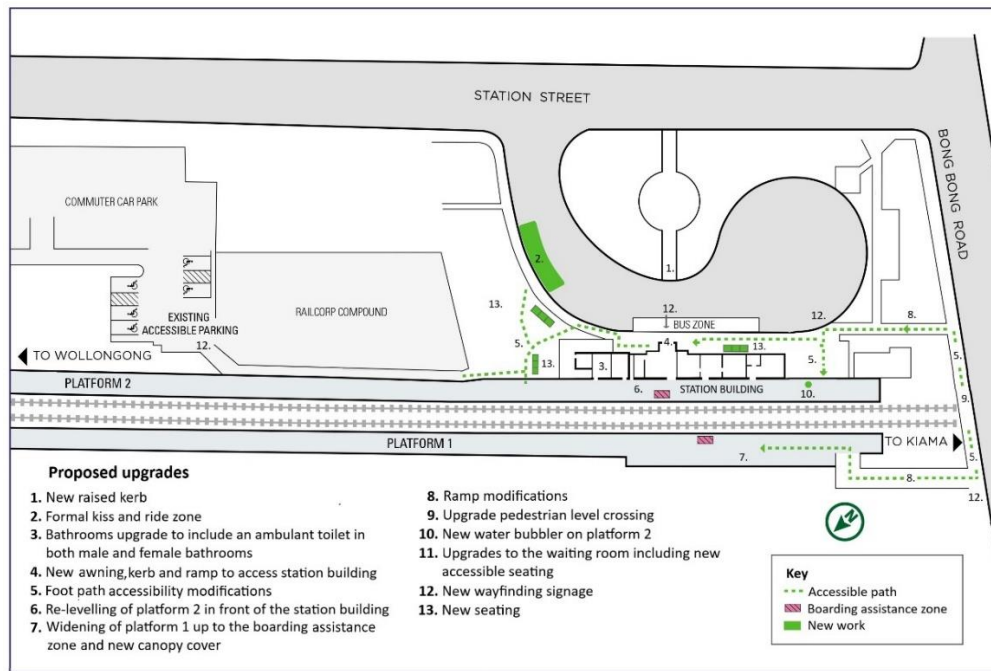 STATION STREET
BONG BONG ROAD
COMMUTER CAR PARK
2.
1.
RAILCORP COMPOUND
13.
12.
12.
8.
EXISTING
ACCESSIBLE PARKING
BUS ZONE
12.
5.
4.
13.
TO WOLLONGONG
13.
3.
5.
5.
PLATFORM 2
6.
STATION BUILDING
10.
9.
PLATFORM 1
TO KIAMA
5.
7.
8.
12.
Proposed upgrades
1. New raised kerb
2. Formal kiss and ride zone
3. Bathrooms upgrade to include an ambulant toilet in
both male and female bathrooms
4. New awning,kerb and ramp to access station building
5. Foot path accessibility modifications
6. Re-levelling of platform 2 in front of the station building
7. Widening of platform 1 up to the boarding assistance
zone and new canopy cover
8. Ramp modifications
9. Upgrade pedestrian level crossing
10. New water bubbler on platform 2
11. Upgrades to the waiting room including new
accessible seating
12. New wayfinding signage
13. New seating
N
Key
Accessible path
Boarding assistance zone
New work